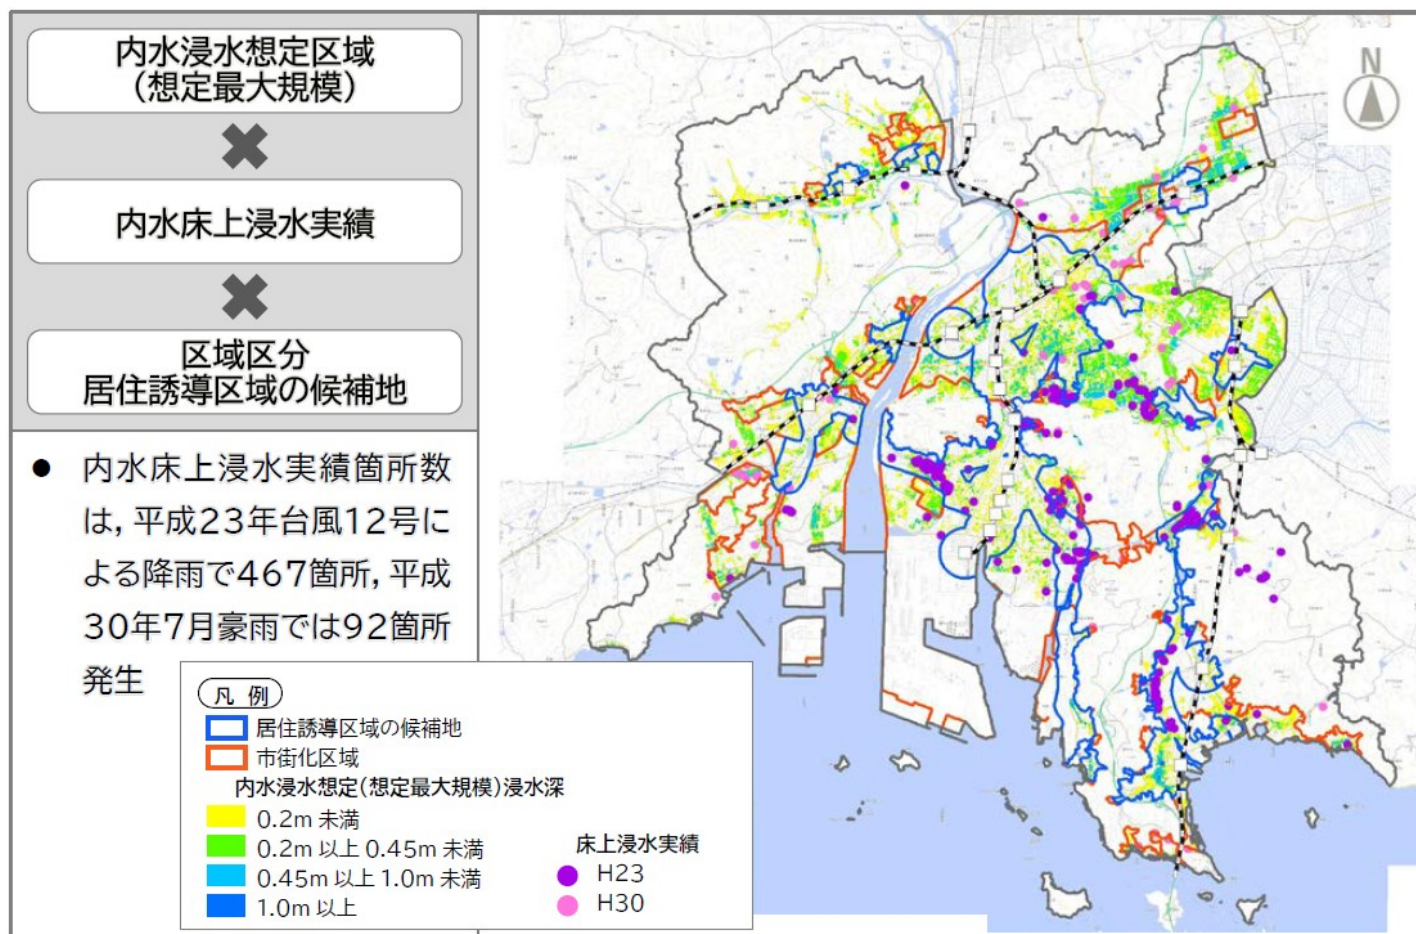 内水浸水想定区域
(想定最大規模)
内水床上浸水実績
区域区分
居住誘導区域の候補地
● 内水床上浸水実績箇所数
は,平成23年台風12号に
よる降雨で467箇所,平成
30年7月豪雨では92箇所
発生
N
凡 例
居住誘導区域の候補地
市街化区域
内水浸水想定(想定最大規模)浸水深
0.2m 未満
0.2m 以上 0.45m 未満
0.45m 以上 1.0m 未満
1.0m 以上
床上浸水実績
H23
H30